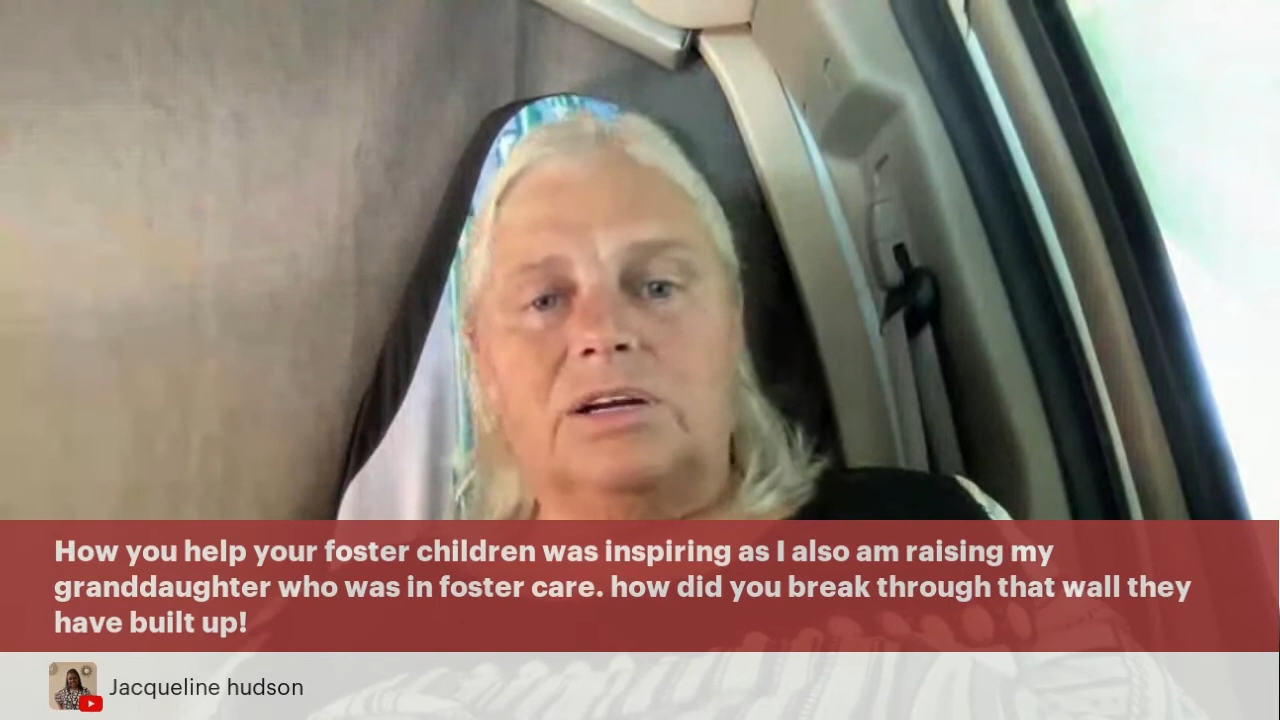 How you help your foster children was inspiring as I also am raising my
granddaughter who was in foster care. how did you break through that wall they
have built up!
Jacqueline hudson